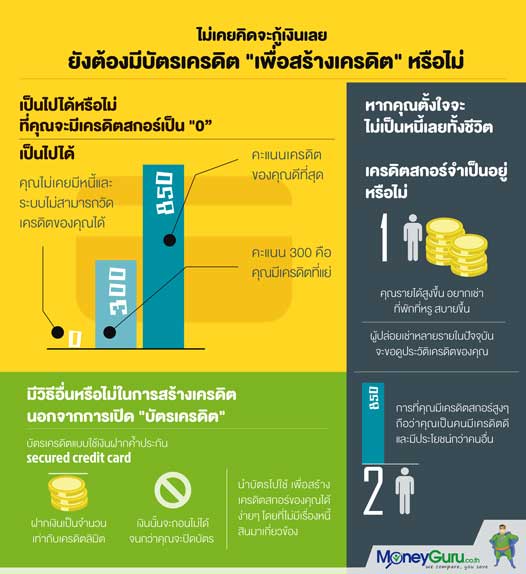 ไม่เคยคิดจะกู้เงินเลย
ยังต้องมีบัตรเครดิต "เพื่อสร้างเครดิต" หรือไม่
เป็นไปได้หรือไม่
ที่คุณจะมีเครดิตสกอร์เป็น "0"
เป็นไปได้
คุณไม่เคยมีหนี้และ
ระบบไม่สามารถวัด
เครดิตของคุณได้
0
300
850
คะแนนเครดิต
ของคุณดีที่สุด
คะแนน 300 คือ
คุณมีเครดิตที่แย่
หากคุณตั้งใจจะ
ไม่เป็นหนี้เลยทั้งชีวิต
เครดิตสกอร์จำเป็นอยู่
หรือไม่
1
คุณรายได้สูงขึ้น อยากเช่า
ที่พักที่หรู สบายขึ้น
ผู้ปล่อยเช่าหลายรายในปัจจุบัน
จะขอดูประวัติเครดิตของคุณ
850
การที่คุณมีเครดิตสกอร์สูงๆ
ถือว่าคุณเป็นคนมีเครดิตดี
และมีประโยชน์กว่าคนอื่น
2
มีวิธีอื่นหรือไม่ในการสร้างเครดิต
นอกจากการเปิด "บัตรเครดิต"
บัตรเครดิตแบบใช้เงินฝากค้ำประกัน
secured credit card
ฝากเงินเป็นจำนวน
เท่ากับเครดิตลิมิต
เงินนั้นจะถอนไม่ได้
จนกว่าคุณจะปิดบัตร
นำบัตรไปใช้ เพื่อสร้าง
เครดิตสกอร์ของคุณได้
ง่ายๆ โดยที่ไม่มีเรื่องหนี้
สินมาเกี่ยวข้อง
MoneyGuru.co.th
we compare, you save